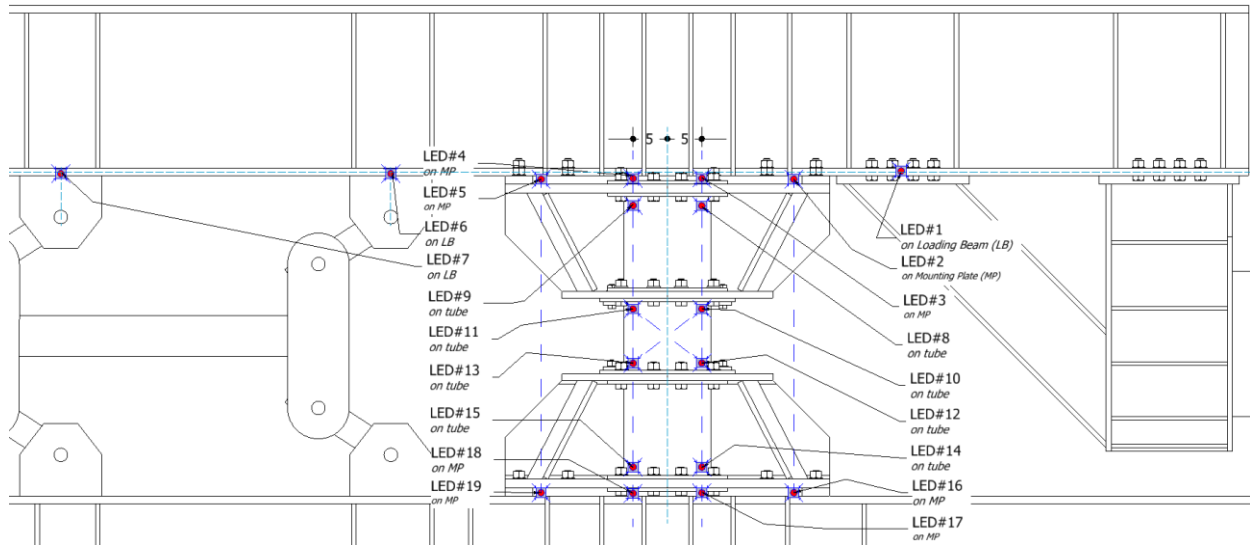 5 5
LED#4
on MP
LED#5
on MP
LED#6
on LB
LED#7
on LB
LED#9
on tube
LED#11
on tube
LED#13
on tube
LED#15
on tube
LED#18
on MP
LED#19
on MP
LED#1
on Loading Beam (LB)
LED#2
on Mounting Plate (MP)
LED#3
on MP
LED#8
on tube
LED#10
on tube
LED#12
on tube
LED#14
on tube
LED#16
on MP
LED#17
on MP